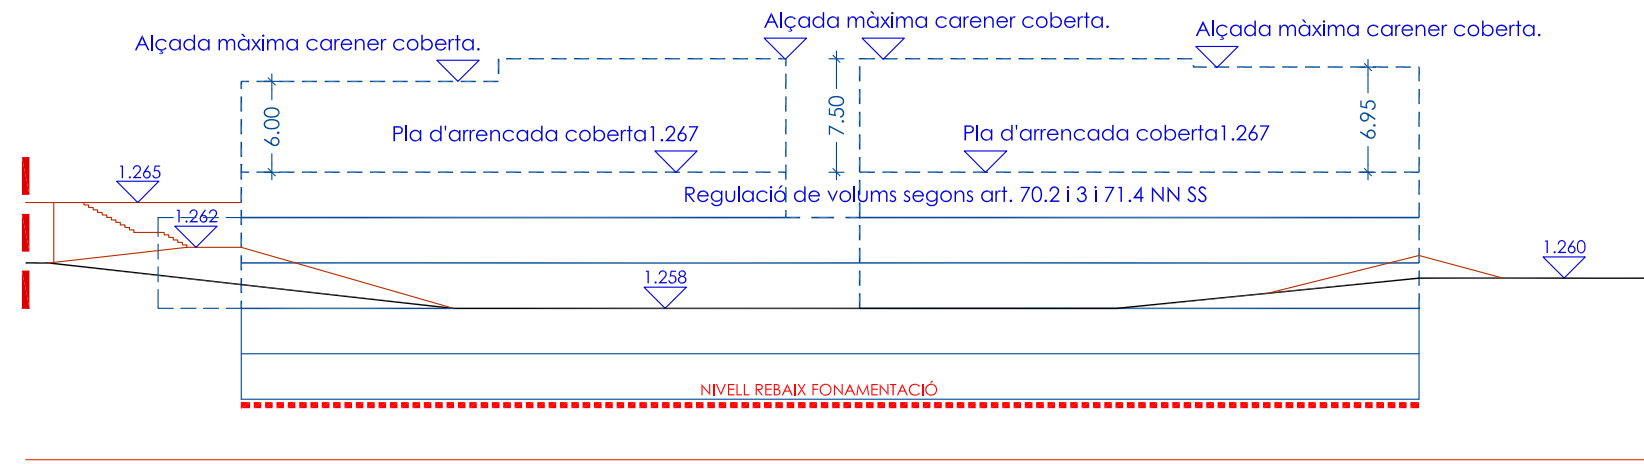 Alçada màxima carener coberta.
Alçada màxima carener coberta.
Alçada màxima carener coberta.
6.00
7.50
6.95
Pla d'arrencada coberta1.267
Pla d'arrencada coberta1.267
1.265
Regulació de volums segons art. 70.2 i 3 i 71.4 NN SS
1.262
1.258
1.260
NIVELL REBAIX FONAMENTACIÓ